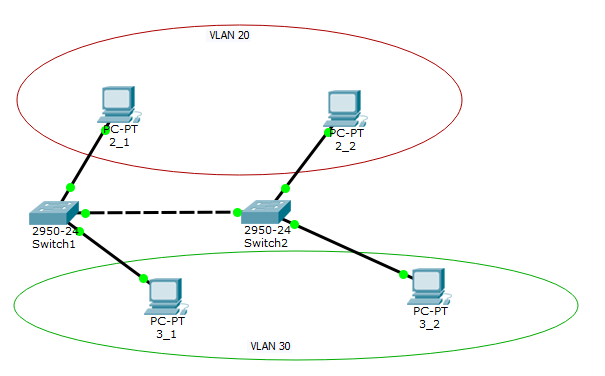 VLAN 20
PC-PT
2_1
PC-PT
2_2
2950-24
Switch1
2950-24
Switch2
PC-PT
3_1
PC-PT
3_2
VLAN 30